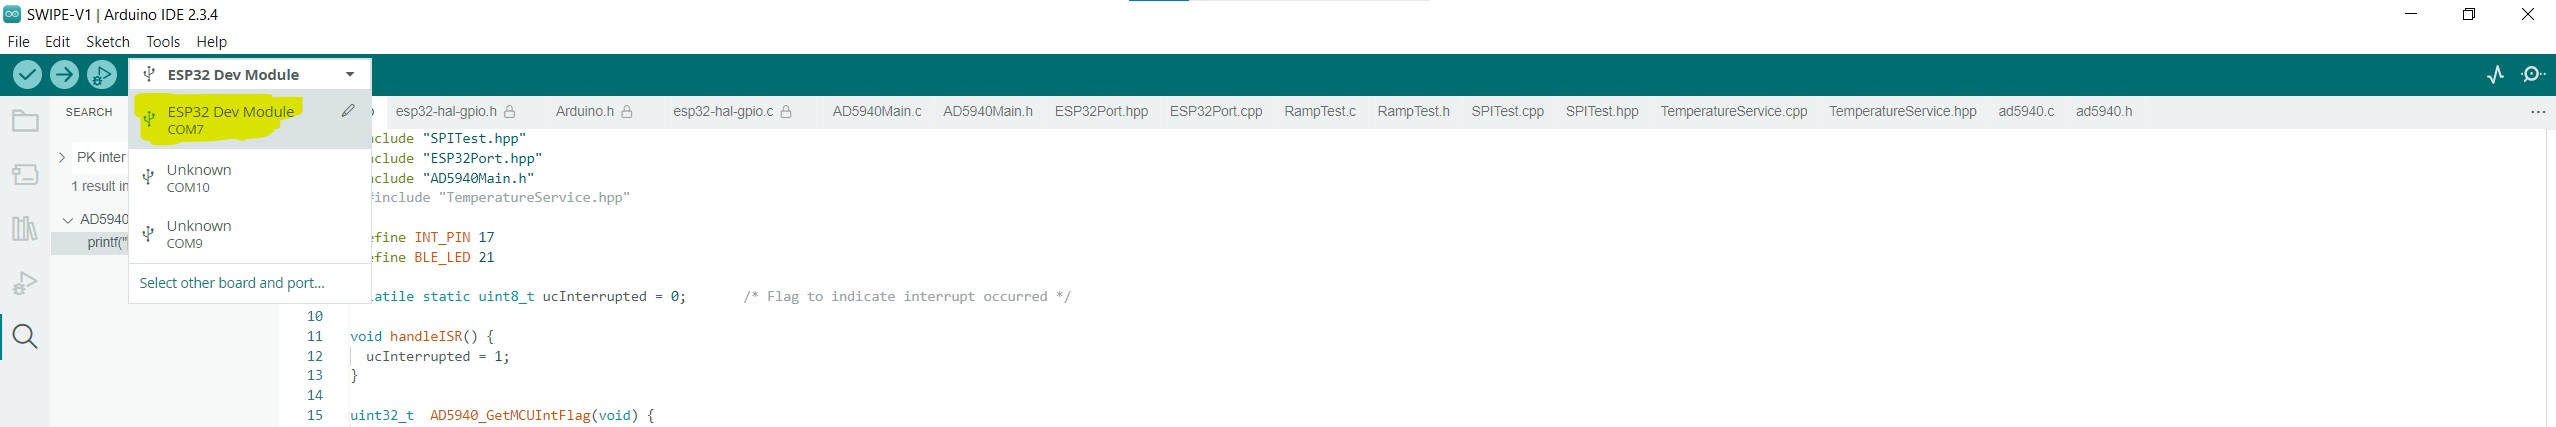 SWIPE-V1 | Arduino IDE 2.3.4
File Edit Sketch Tools Help
ESP32 Dev Module
SEARCH
ESP32 Dev Module
COM7
esp32-hal-gpio.h Arduino.h esp32-hal-gpio.c AD5940Main.c AD5940Main.h ESP32Port.hpp ESP32Port.cpp RampTest.c RampTest.h SPITest.cpp SPITest.hpp TemperatureService.cpp TemperatureService.hpp ad5940.c ad5940.h
PK inter
1 result in
AD5940
printf("
Unknown
COM10
Unknown
COM9
Select other board and port...
nclude "SPITest.hpp"
nclude "ESP32Port.hpp"
nclude "AD5940Main.h"
#include "TemperatureService.hpp"
efine INT_PIN 17
efine BLE_LED 21
latile static uint8_t ucInterrupted = 0; /* Flag to indicate interrupt occurred */
10
11 void handleISR() {
12 ucInterrupted = 1;
13 }
14
15 uint32_t AD5940_GetMCUIntFlag(void) {